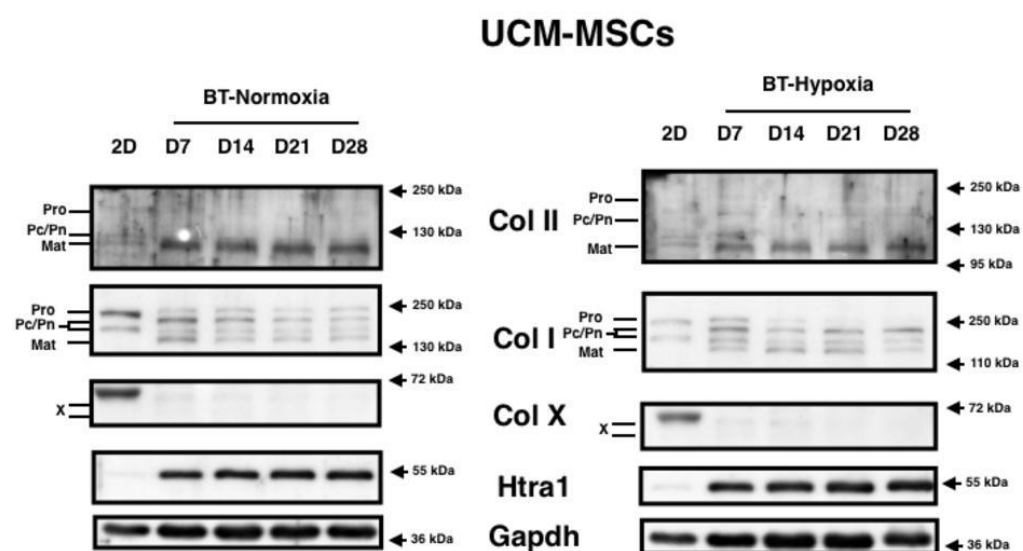 UCM-MSCs
BT-Normoxia
2D D7 D14 D21 D28
Pro
Pc/Pn
Mat
250 kDa
130 kDa
Pro
Pc/Pn
Mat
250 kDa
130 kDa
X
72 kDa
55 kDa
36 kDa
Col II
Col I
Col X
Htra1
Gapdh
BT-Hypoxia
2D D7 D14 D21 D28
Pro
Pc/Pn
Mat
250 kDa
130 kDa
95 kDa
Pro
Pc/Pn
Mat
250 kDa
110 kDa
X
72 kDa
55 kDa
36 kDa